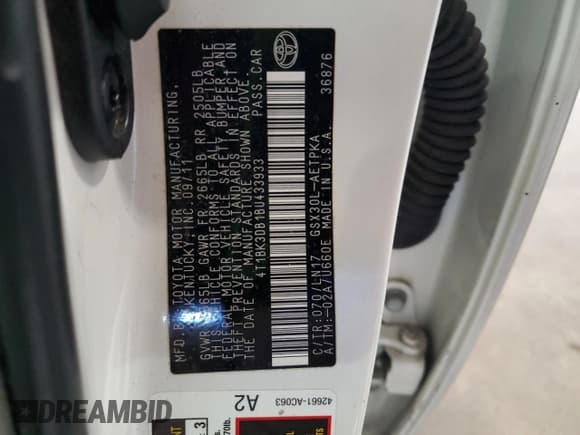 MFD. BY: TOYOTA MOTOR MANUFACTURING,
KENTUCKY, INC. 09/11
GVWR 4665LB GAWR FR 2665LB RR 2505LB
THIS VEHICLE CONFORMS TO ALL APPLICABLE
FEDERAL MOTOR VEHICLE SAFETY, BUMPER AND
THEFT PREVENTION STANDARDS IN EFFECT ON
THE DATE OF MANUFACTURE SHOWN ABOVE.
4T1BK3DB1BU433933 PASS.CAR
C/TR:070/LN17 GSX30L-AETPKA
A/TM:-02A/U660E MADE IN U.S.A. 36876
42661-AC063
A2
DREAMBID